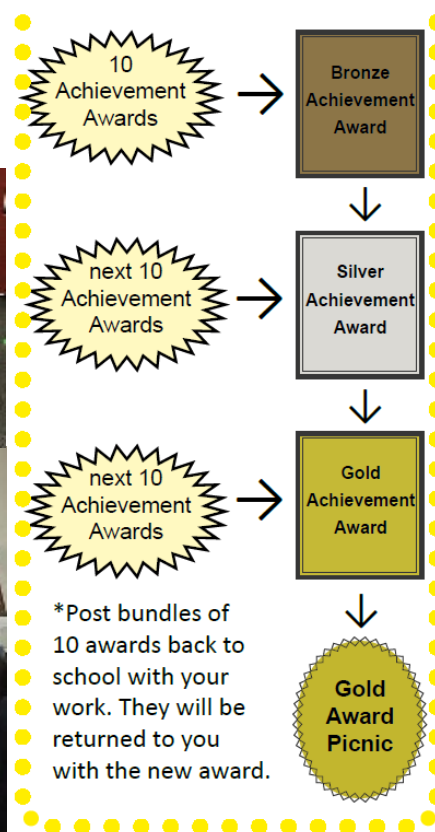 10
Achievement
Awards
Bronze
Achievement
Award
next 10
Achievement
Awards
Silver
Achievement
Award
next 10
Achievement
Awards
Gold
Achievement
Award
*Post bundles of
10 awards back to
school with your
work. They will be
returned to you
with the new award.
Gold
Award
Picnic